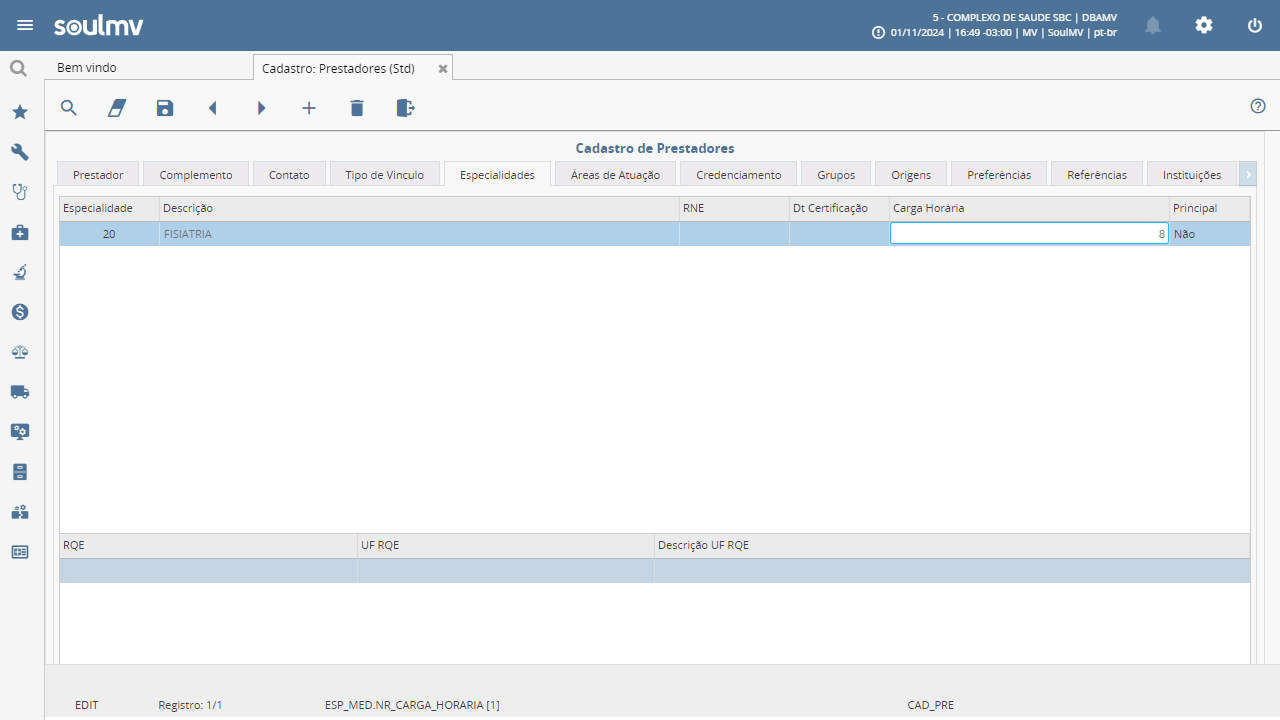 soulmv
5 - COMPLEXO DE SAUDE SBC | DBAMV
01/11/2024 | 16:49 -03:00 | MV | SoulMV | pt-br
Bem vindo
Cadastro: Prestadores (Std)
Cadastro de Prestadores
Prestador Complemento Contato Tipo de Vinculo Especialidades Áreas de Atuação Credenciamento Grupos Origens Preferências Referências Instituições
Especialidade Descrição RNE Dt Certificação Carga Horária Principal
20 FISIATRIA 8 Não
RQE UF RQE Descrição UF RQE
EDIT Registro: 1/1 ESP_MED.NR_CARGA_HORARIA [1] CAD_PRE